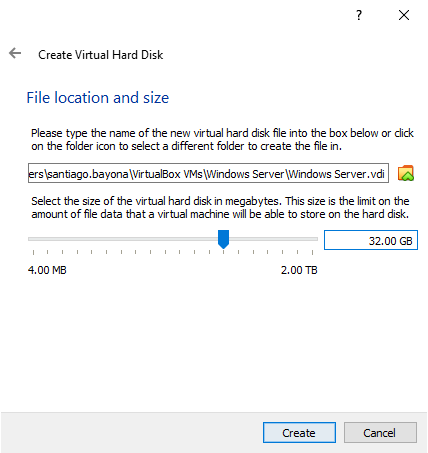 ?
Create Virtual Hard Disk
File location and size
Please type the name of the new virtual hard disk file into the box below or click
on the folder icon to select a different folder to create the file in.
ers\santiago.bayona\VirtualBox VMs\Windows Server\Windows Server.vdi
Select the size of the virtual hard disk in megabytes. This size is the limit on the
amount of file data that a virtual machine will be able to store on the hard disk.
32.00 GB
4.00 MB 2.00 TB
Create Cancel